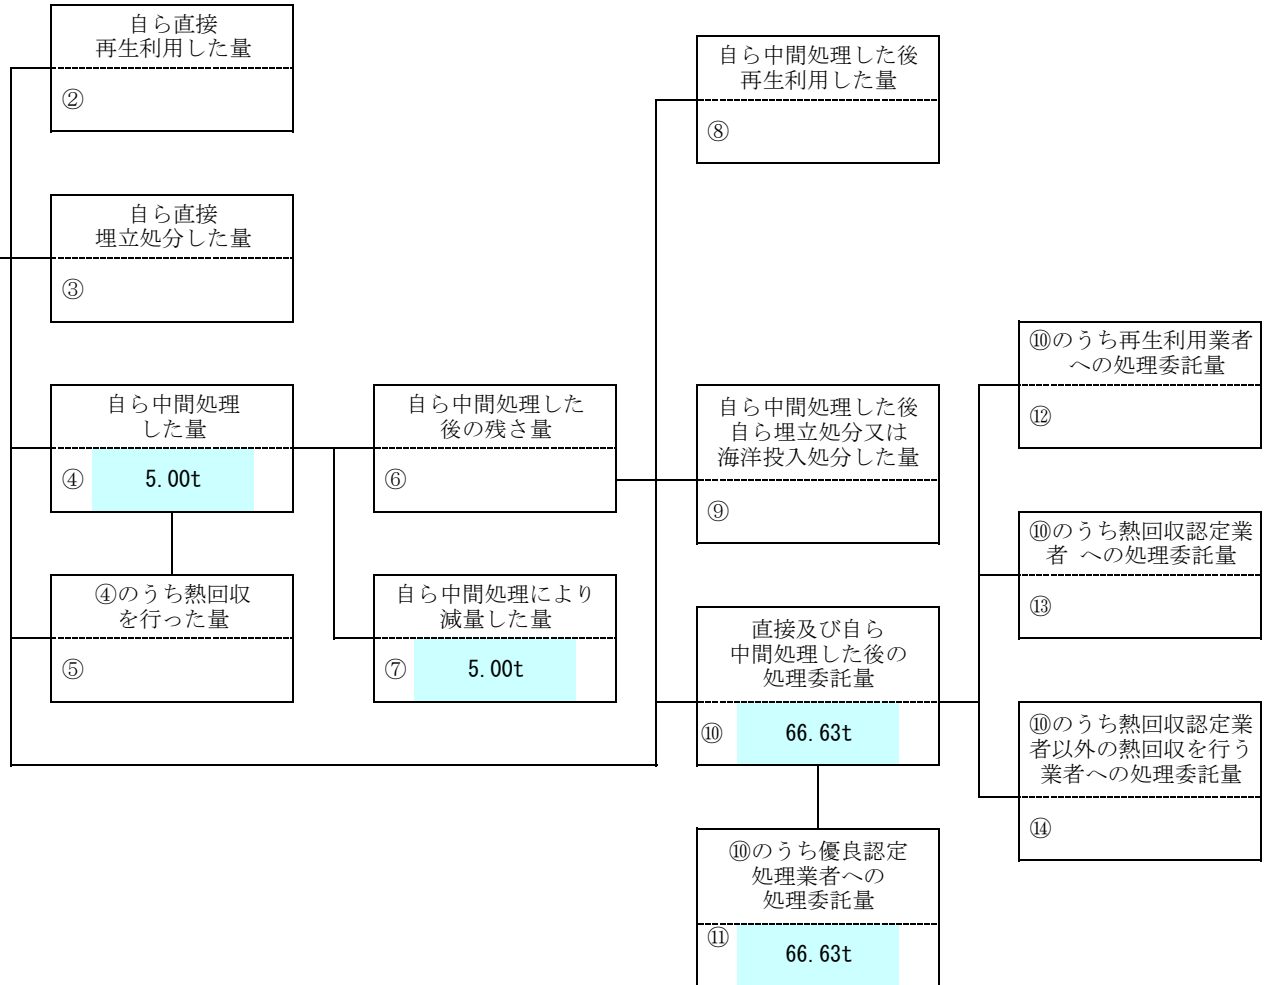 自ら直接
再生利用した量
②
自ら直接
埋立処分した量
③
自ら中間処理
した量
④ 5.00t
④のうち熱回収
を行った量
⑤
自ら中間処理した
後の残さ量
⑥
自ら中間処理により
減量した量
⑦ 5.00t
自ら中間処理した後
再生利用した量
⑧
自ら中間処理した後
自ら埋立処分又は
海洋投入処分した量
⑨
直接及び自ら
中間処理した後の
処理委託量
⑩ 66.63t
⑩のうち優良認定
処理業者への
処理委託量
⑪ 66.63t
⑩のうち再生利用業者
への処理委託量
⑫
⑩のうち熱回収認定業
者 への処理委託量
⑬
⑩のうち熱回収認定業
者以外の熱回収を行う
業者への処理委託量
⑭